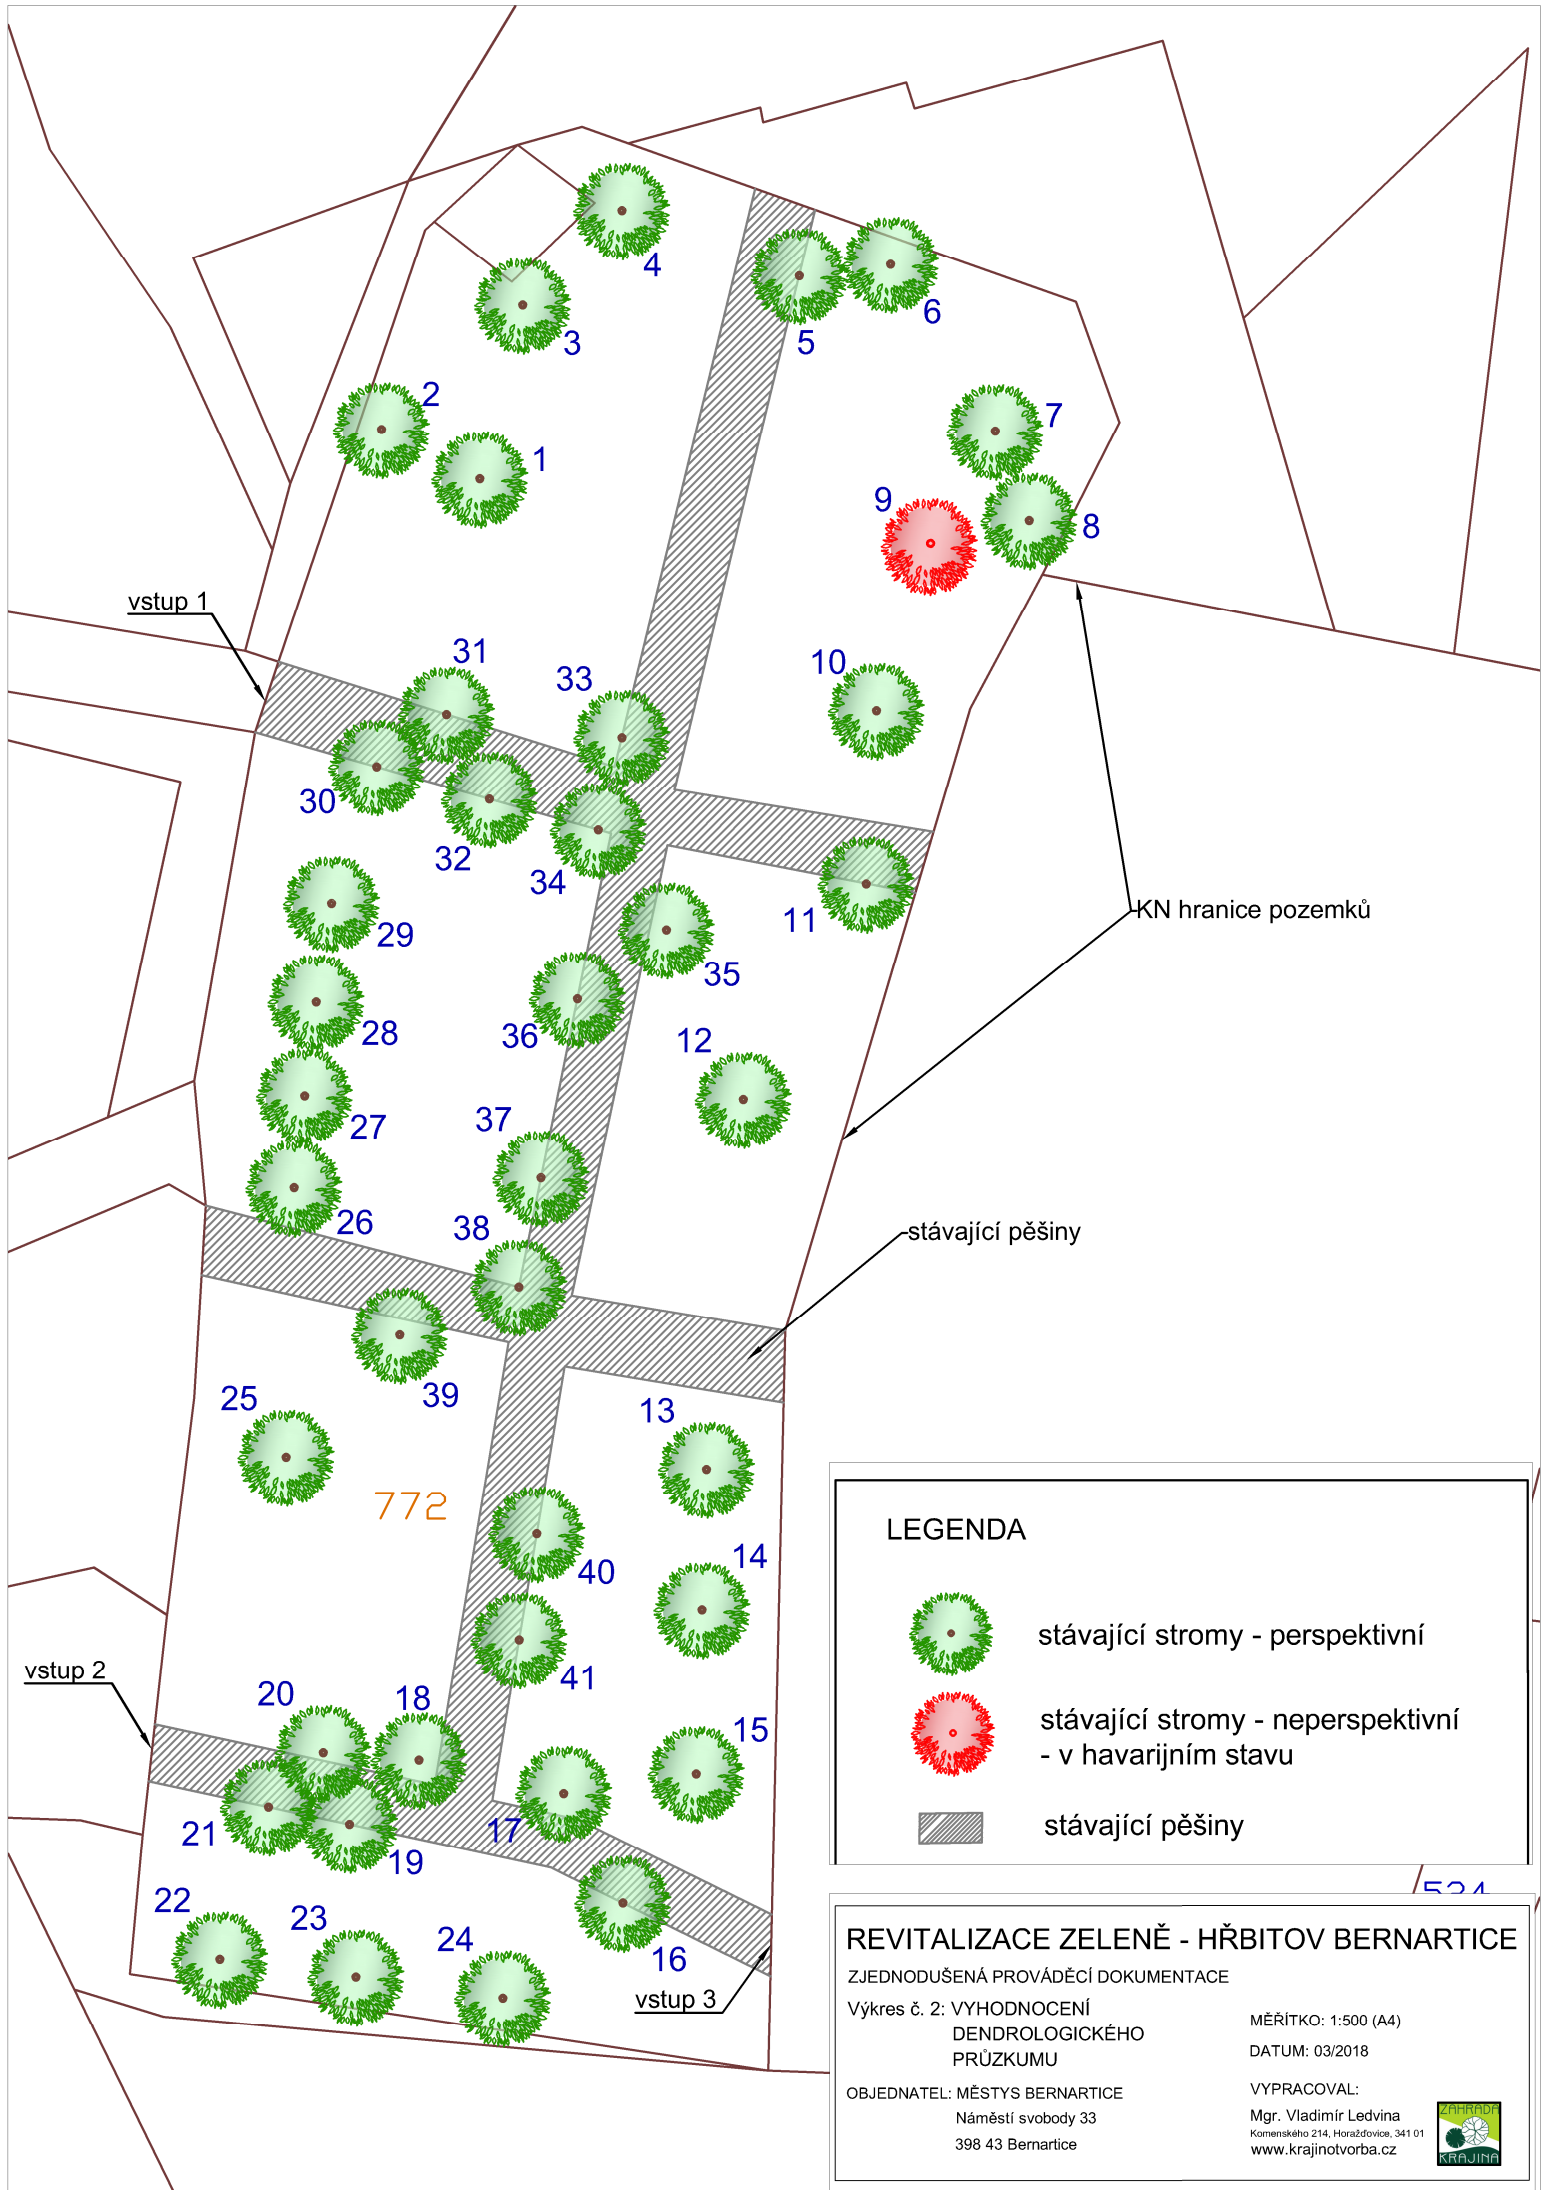 4
6
3
5
2
7
1
9
8
vstup 1
31
10
33
30
32
34
KN hranice pozemků
11
29
35
28
36
12
37
27
26
38
stávající pěšiny
39
25
13
772
LEGENDA
14
40
stávající stromy - perspektivní
vstup 2
41
20
18
15
stávající stromy - neperspektivní
- v havarijním stavu
17
21
19
stávající pěšiny
22
23
24
16
vstup 3
REVITALIZACE ZELENĚ - HŘBITOV BERNARTICE
ZJEDNODUŠENÁ PROVÁDĚCÍ DOKUMENTACE
Výkres č. 2: VYHODNOCENÍ
DENDROLOGICKÉHO
PRŮZKUMU
MĚŘÍTKO: 1:500 (A4)
DATUM: 03/2018
OBJEDNATEL: MĚSTYS BERNARTICE
Náměstí svobody 33
398 43 Bernartice
VYPRACOVAL:
Mgr. Vladimír Ledvina
Komenského 214, Horažďovice, 341 01
www.krajinotvorba.cz
ZAHRADA
KRAJINA